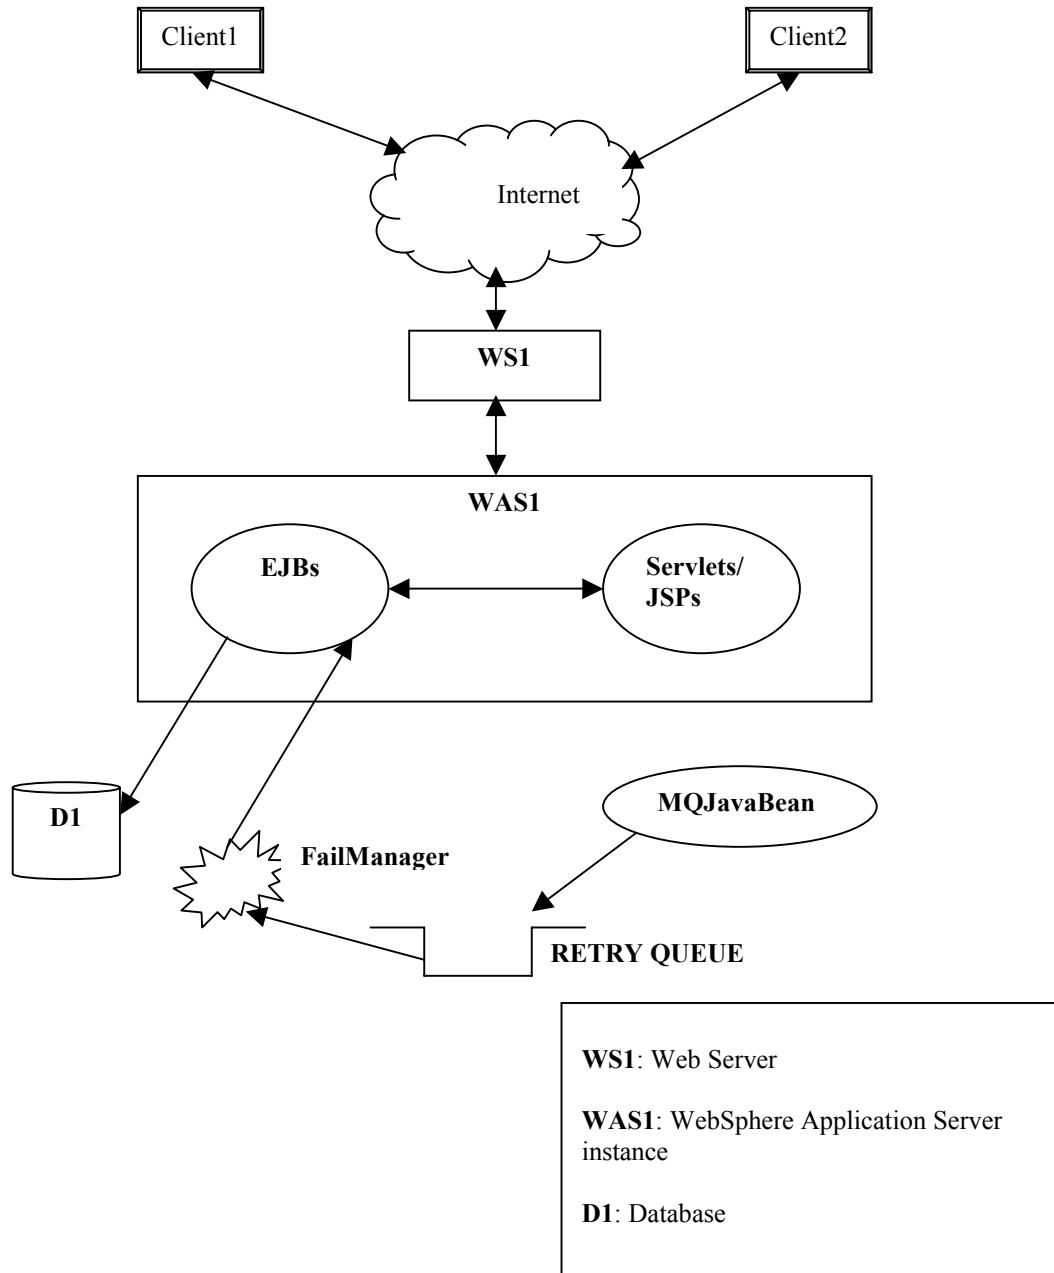 Client1
Client2
Internet
WS1
WAS1
EJBs
Servlets/
JSPs
D1
MQJavaBean
FailManager
RETRY QUEUE
WS1: Web Server
WAS1: WebSphere Application Server
instance
D1: Database